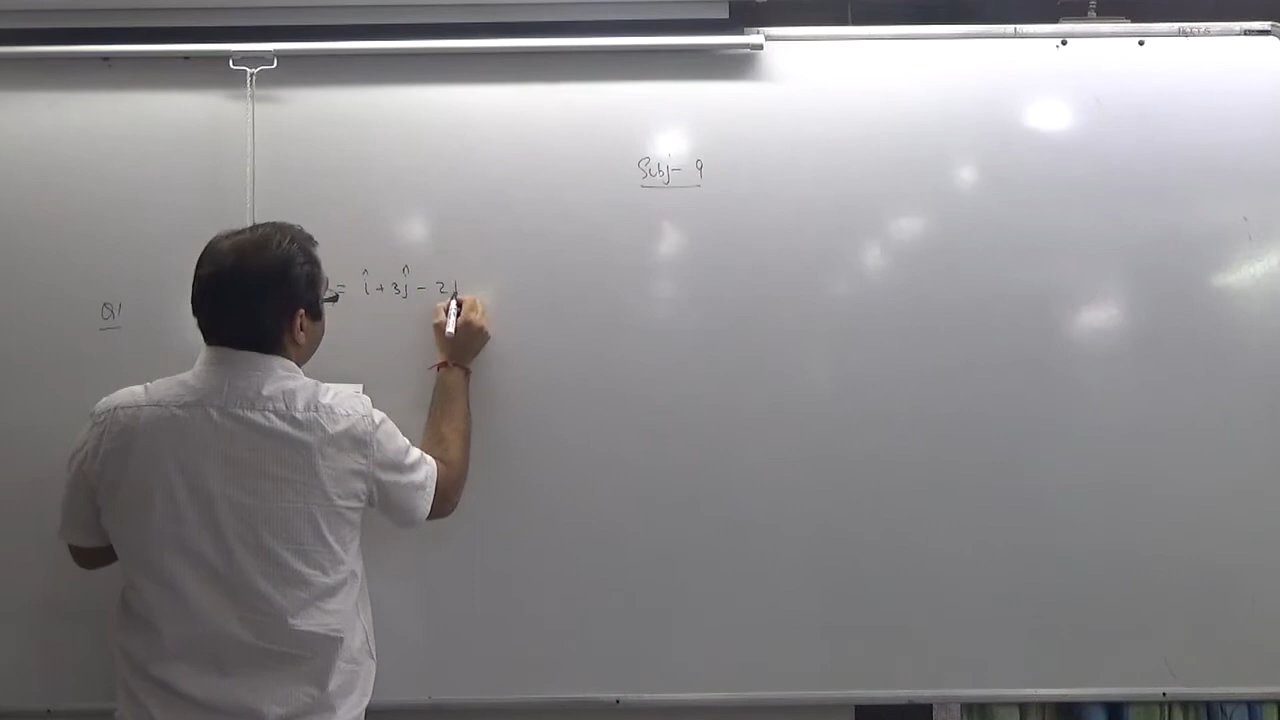 Subj- 9
Q1
= î + 3ĵ - 2